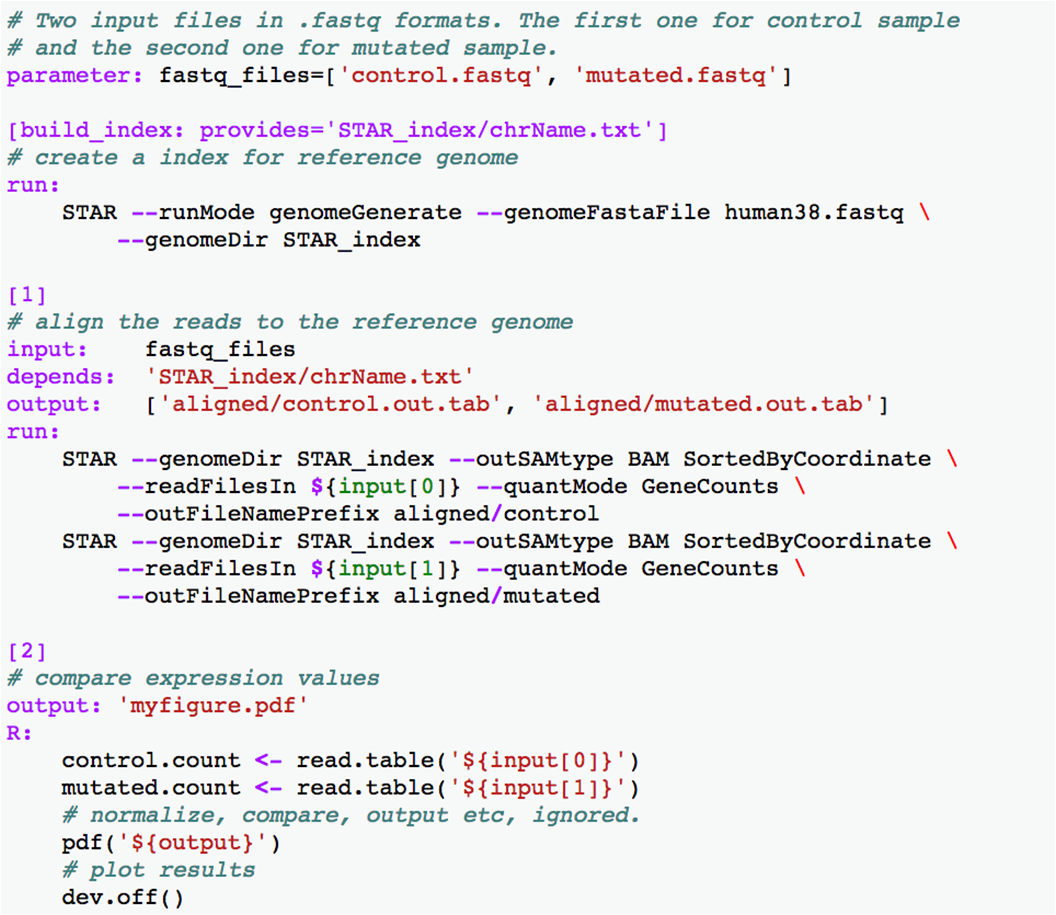 # Two input files in .fastq formats. The first one for control sample
# and the second one for mutated sample.
parameter: fastq_files=['control.fastq', 'mutated.fastq']
[build_index: provides='STAR_index/chrName.txt']
# create a index for reference genome
run:
STAR --runMode genomeGenerate --genomeFastaFile human38.fastq \
--genomeDir STAR_index
[1]
# align the reads to the reference genome
input: fastq_files
depends: 'STAR_index/chrName.txt'
output: ['aligned/control.out.tab', 'aligned/mutated.out.tab']
run:
STAR --genomeDir STAR_index --outSAMtype BAM SortedByCoordinate \
--readFilesIn ${input[0]} --quantMode GeneCounts \
--outFileNamePrefix aligned/control
STAR --genomeDir STAR_index --outSAMtype BAM SortedByCoordinate \
--readFilesIn ${input[1]} --quantMode GeneCounts \
--outFileNamePrefix aligned/mutated
[2]
# compare expression values
output: 'myfigure.pdf'
R:
control.count <- read.table('${input[0]}')
mutated.count <- read.table('${input[1]}')
# normalize, compare, output etc, ignored.
pdf('${output}')
# plot results
dev.off()